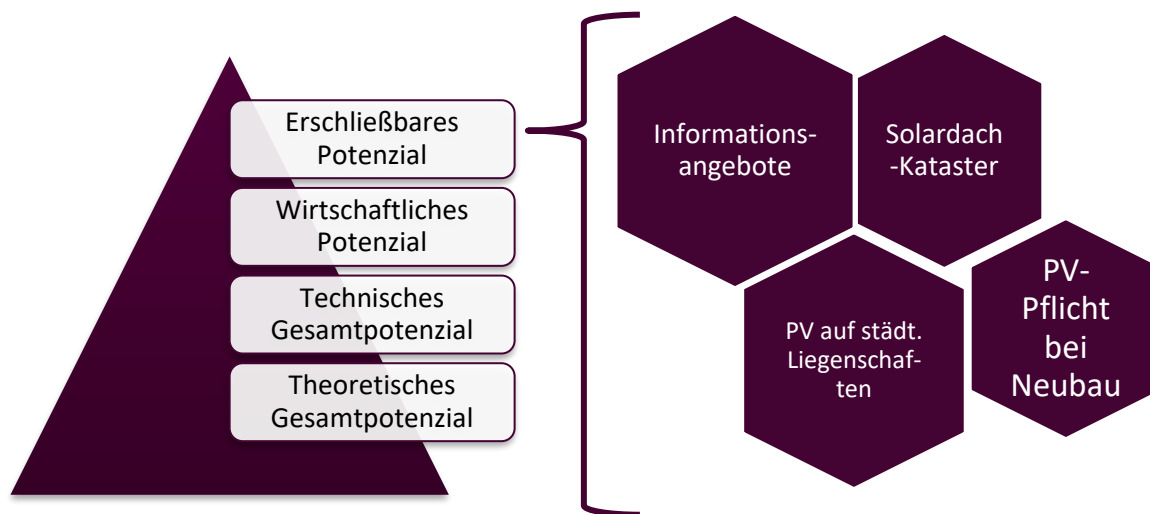 Erschließbares
Potenzial
Wirtschaftliches
Potenzial
Technisches
Gesamtpotenzial
Theoretisches
Gesamtpotenzial
Informations-
angebote
Solardach
-Kataster
PV auf städt.
Liegenschaf-
ten
PV-
Pflicht
bei
Neubau